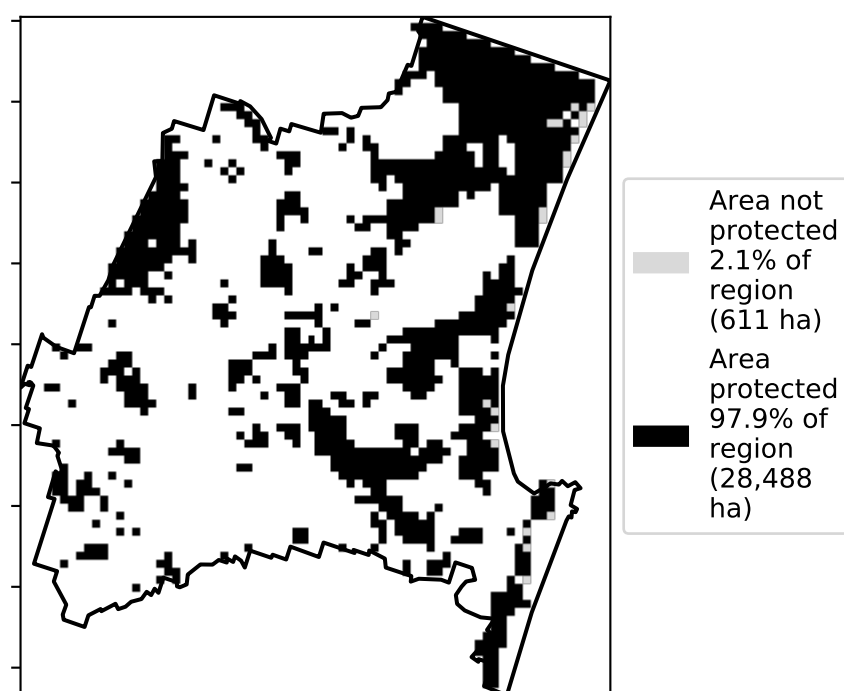 Area not
protected
2.1% of
region
(611 ha)
Area
protected
97.9% of
region
(28,488
ha)